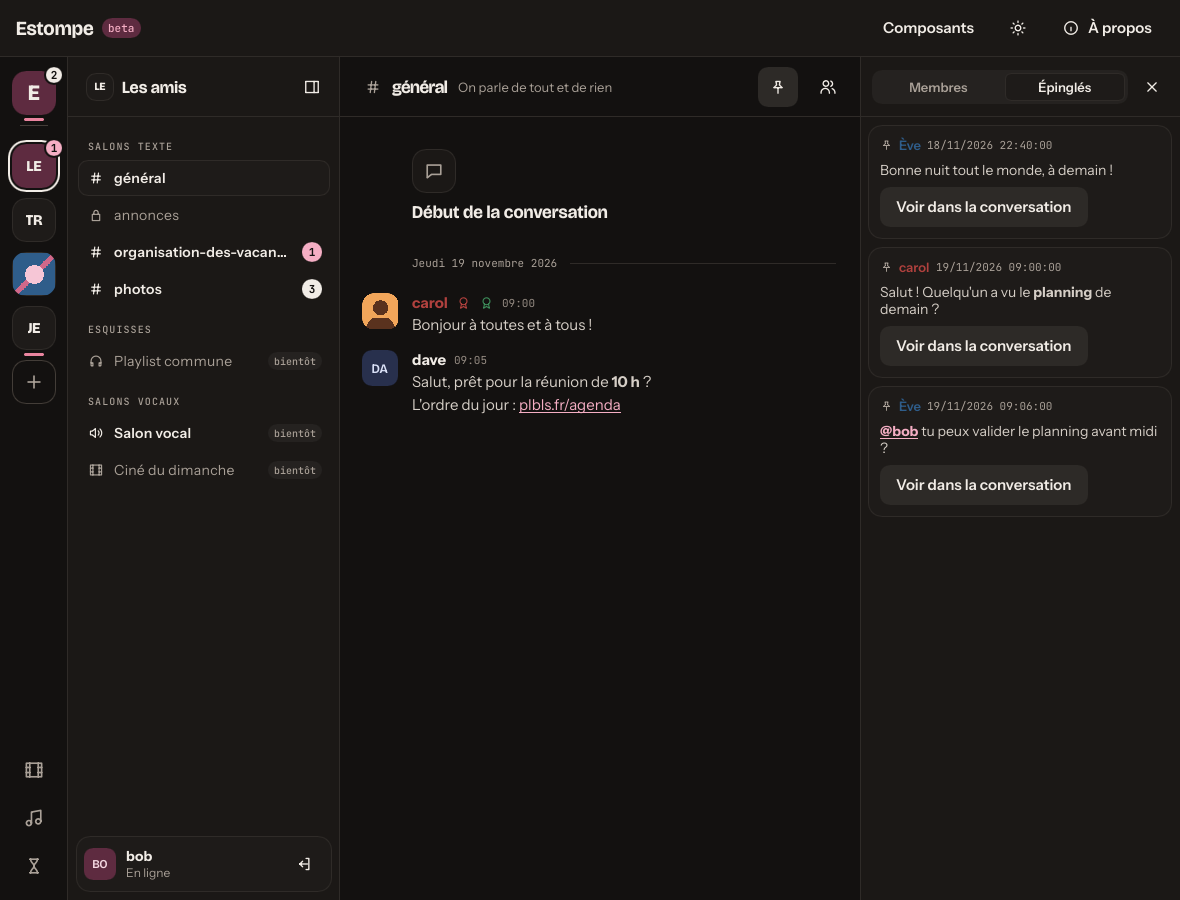 Estompe beta
Composants
À propos
E
2
LE
1
TR
JE
LE Les amis
SALONS TEXTE
# général
annonces
# organisation-des-vacan... 1
# photos 3
ESQUISSES
Playlist commune bientôt
SALONS VOCAUX
Salon vocal bientôt
Ciné du dimanche bientôt
BO bob
En ligne
# général On parle de tout et de rien
Début de la conversation
Jeudi 19 novembre 2026
carol 09:00
Bonjour à toutes et à tous !
DA dave 09:05
Salut, prêt pour la réunion de 10 h ?
L'ordre du jour : plbls.fr/agenda
Membres Épinglés
Ève 18/11/2026 22:40:00
Bonne nuit tout le monde, à demain !
Voir dans la conversation
carol 19/11/2026 09:00:00
Salut ! Quelqu'un a vu le planning de
demain ?
Voir dans la conversation
Ève 19/11/2026 09:06:00
@bob tu peux valider le planning avant midi
?
Voir dans la conversation